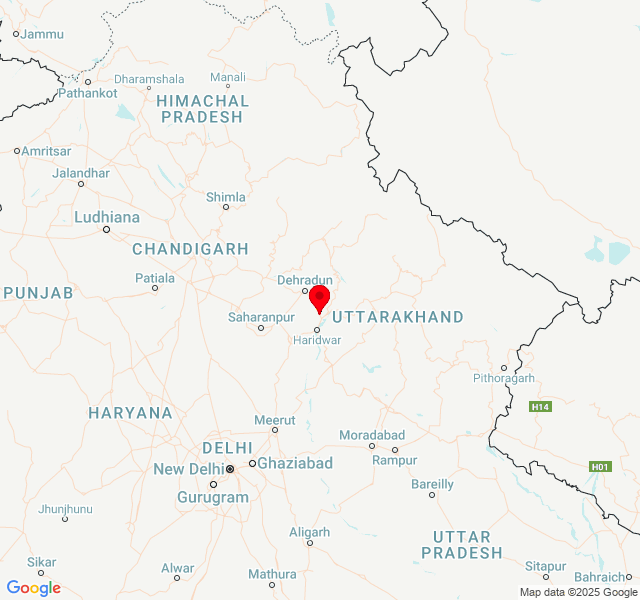 Jammu
Manali
Dharamshala
Pathankot
HIMACHAL
PRADESH
Amritsar
Jalandhar
Shimla
Ludhiana
CHANDIGARH
Patiala
Dehradun
PUNJAB
Saharanpur
UTTARAKHAND
Haridwar
Pithoragarh
H14
HARYANA
Meerut
Moradabad
DELHI
Rampur
Ghaziabad
New Delhi
H01
Bareilly
Gurugram
Jhunjhunu
Aligarh
UTTAR
PRADESH
Sikar
Alwar
Mathura
Sitapur
Bahraich
Google
Map data ©2025 Google